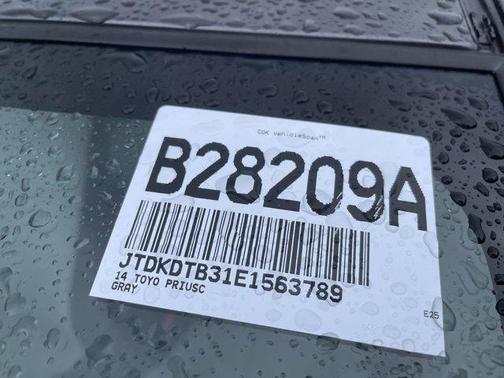 CDK VehicleScan™
B28209A
JTDKDTB31E1563789
14 TOYO PRIUSC
GRAY
E25